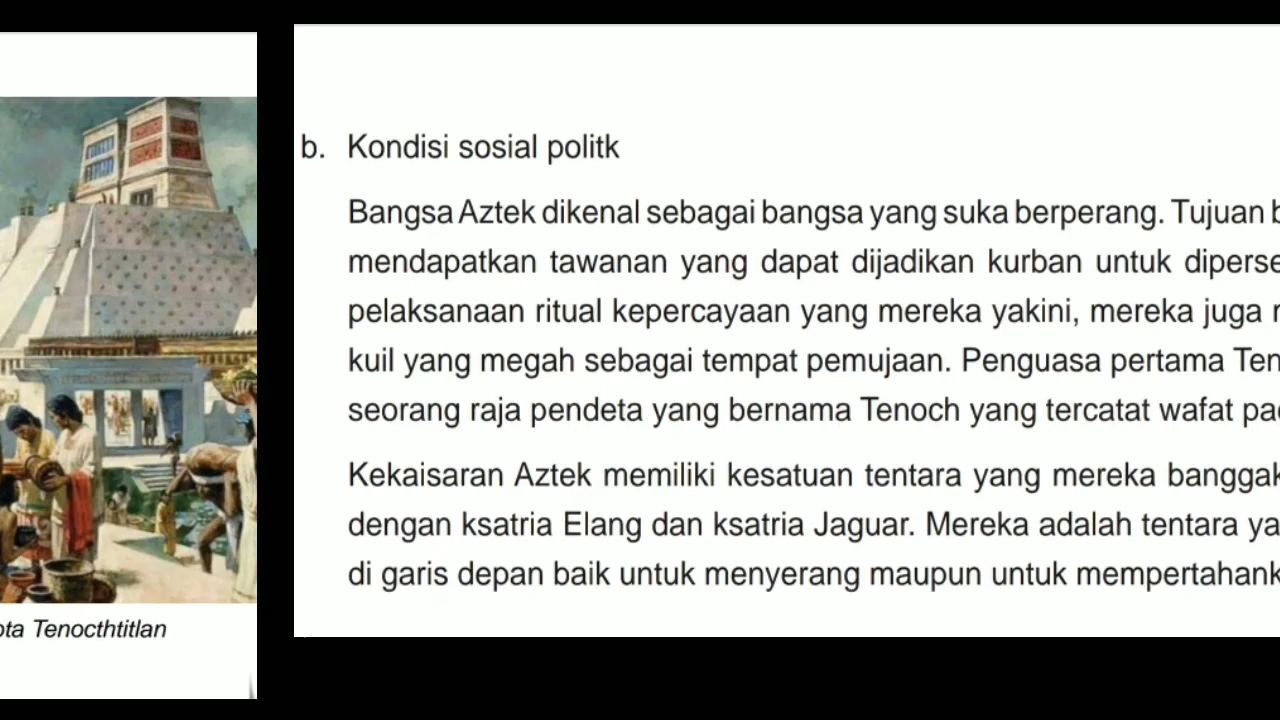 Tenocthtitlan
b. Kondisi sosial politk
Bangsa Aztek dikenal sebagai bangsa yang suka berperang. Tujuan
mendapatkan tawanan yang dapat dijadikan kurban untuk
pelaksanaan ritual kepercayaan yang mereka yakini, mereka juga
kuil yang megah sebagai tempat pemujaan. Penguasa pertama
seorang raja pendeta yang bernama Tenoch yang tercatat wafat
Kekaisaran Aztek memiliki kesatuan tentara yang mereka
dengan ksatria Elang dan ksatria Jaguar. Mereka adalah tentara
di garis depan baik untuk menyerang maupun untuk